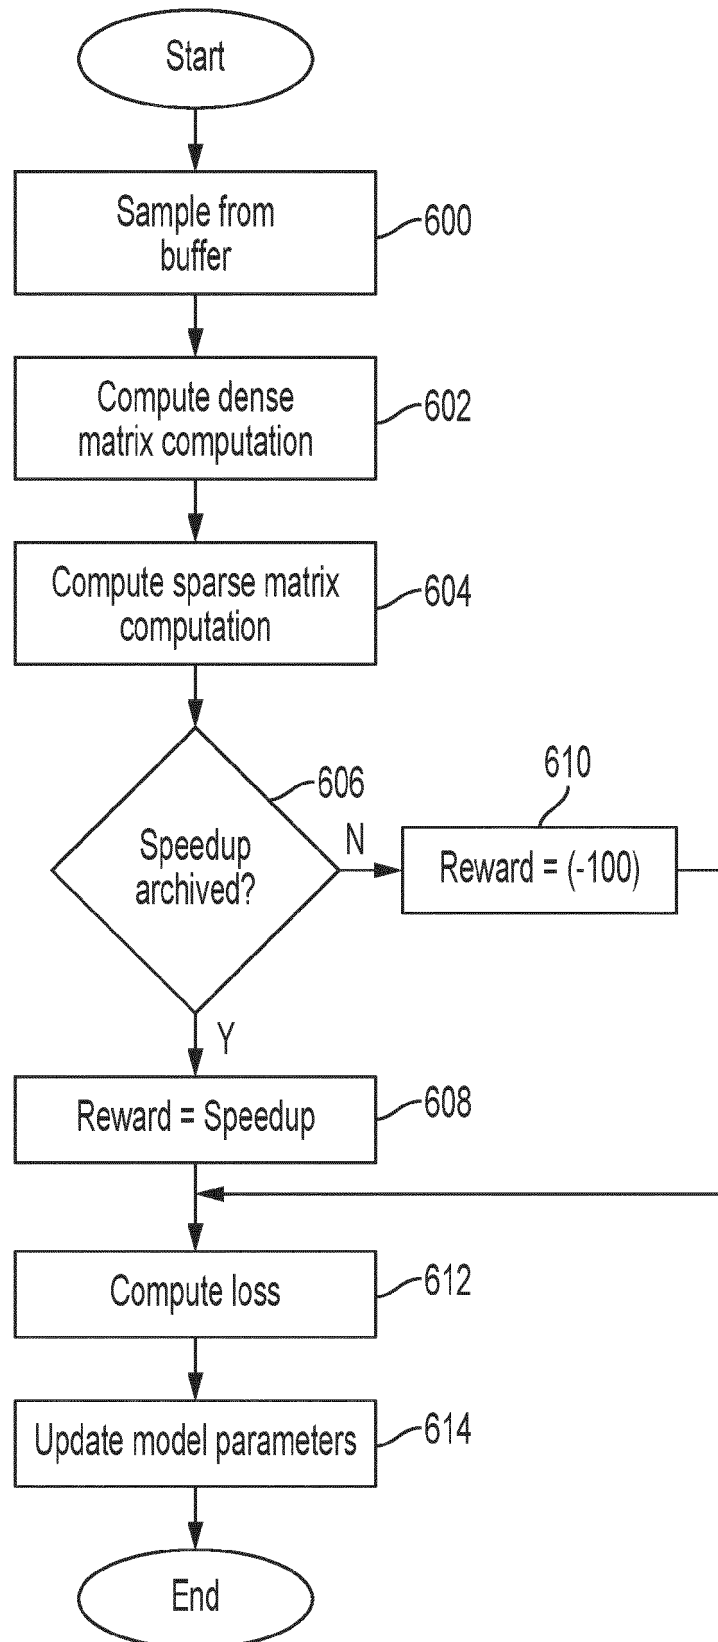 Start
Sample from
buffer
600
Compute dense
matrix computation
602
Compute sparse matrix
computation
604
606
Speedup
archived?
N
610
Reward = (-100)
Y
Reward = Speedup
608
Compute loss
612
Update model parameters
614
End